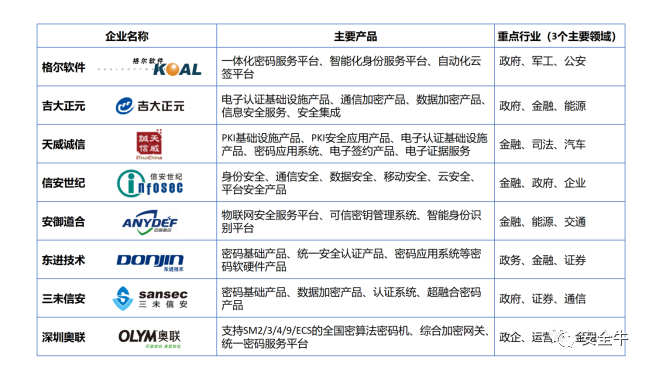 企业名称 主要产品 重点行业（3个主要领域）
格尔软件 格尔软件 KOAL 一体化密码服务平台、智能化身份服务平台、自动化云 政府、军工、公安
签平台
吉大正元 吉大正元 电子认证基础设施产品、通信加密产品、数据加密产品、 政府、金融、能源
信息安全服务、安全集成
天威诚信 天威誠信 iTrusChina PKI基础设施产品、PKI安全应用产品、电子认证基础设施 金融、司法、汽车
产品、密码应用系统、电子签约产品、电子证据服务
信安世纪 信安世纪 infosec 身份安全、通信安全、数据安全、移动安全、云安全、 金融、政府、企业
平台安全产品
安御道合 ANYDEF 物联网安全服务平台、可信密钥管理系统、智能身份识 金融、能源、交通
别平台
东进技术 DONJIN 东进技术 密码基础产品、统一安全认证产品、密码应用系统等密 政务、金融、证券
码软硬件产品
三未信安 sansec 三未信安 密码基础产品、数据加密产品、认证系统、超融合密码 政府、证券、通信
产品
深圳奥联 OLYM奥联 支持SM2/3/4/9/ECS的全国密算法密码机、综合加密网关、 政企、运营
统一密码服务平台
安全牛